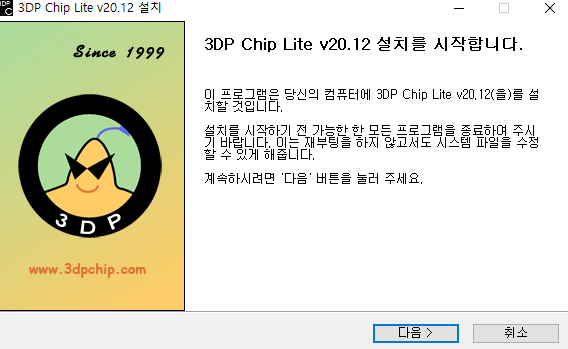 3DP Chip Lite v20.12 설치
3DP
C
Since 1999
3DP
www.3dpchip.com
3DP Chip Lite v20.12 설치를 시작합니다.
이 프로그램은 당신의 컴퓨터에 3DP Chip Lite v20.12(을)를 설
치할 것입니다.
설치를 시작하기 전 가능한 한 모든 프로그램을 종료하여 주시
기 바랍니다. 이는 재부팅을 하지 않고서도 시스템 파일을 수정
할 수 있게 해줍니다.
계속하시려면 '다음' 버튼을 눌러 주세요.
다음 >
취소